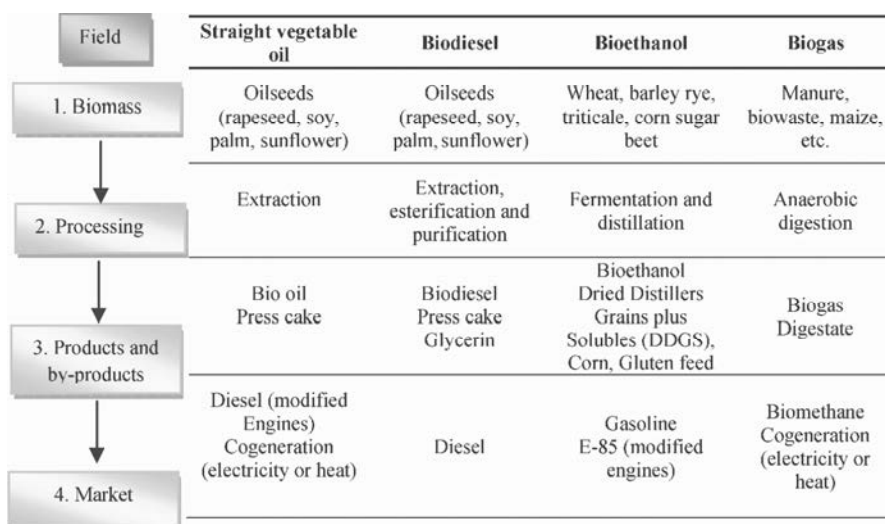 Field
Straight vegetable
oil
Biodiesel
Bioethanol
Biogas
1. Biomass
Oilseeds
(rapeseed, soy,
palm, sunflower)
Oilseeds
(rapeseed, soy,
palm, sunflower)
Wheat, barley rye,
triticale, corn sugar
beet
Manure,
biowaste, maize,
etc.
2. Processing
Extraction
Extraction,
esterification and
purification
Fermentation and
distillation
Anaerobic
digestion
3. Products and
by-products
Bio oil
Press cake
Biodiesel
Press cake
Glycerin
Bioethanol
Dried Distillers
Grains plus
Solubles (DDGS),
Corn, Gluten feed
Biogas
Digestate
4. Market
Diesel (modified
Engines)
Cogeneration
(electricity or heat)
Diesel
Gasoline
E-85 (modified
engines)
Biomethane
Cogeneration
(electricity or
heat)